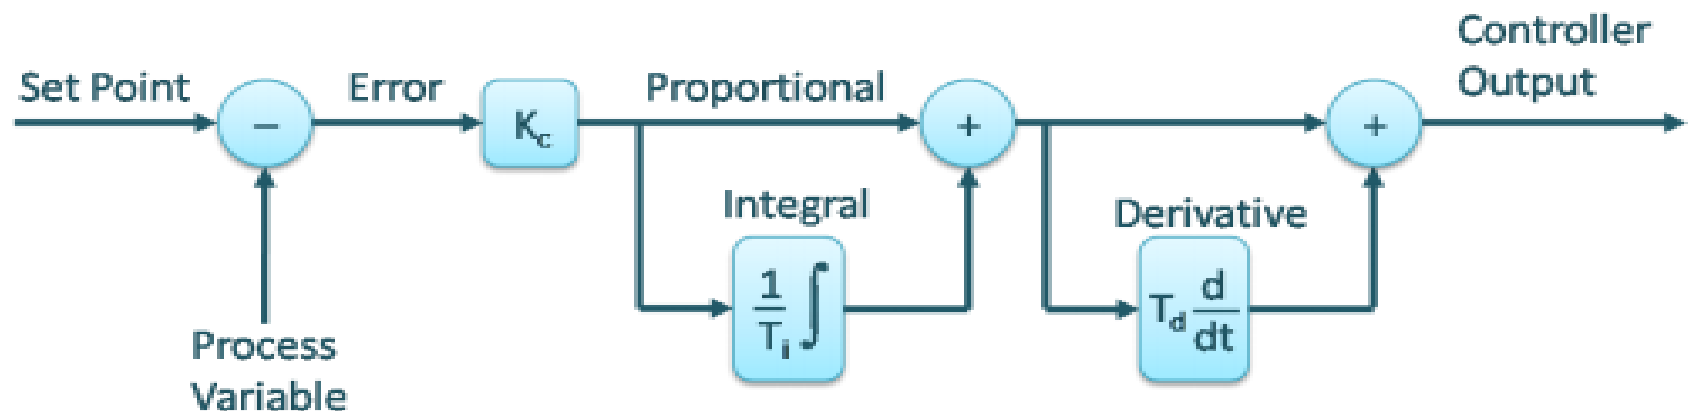 Controller
Output
Set Point
Error
Proportional
−
Kc
+
+
Integral
Derivative
1
Ti
∫
Td
d
dt
Process
Variable